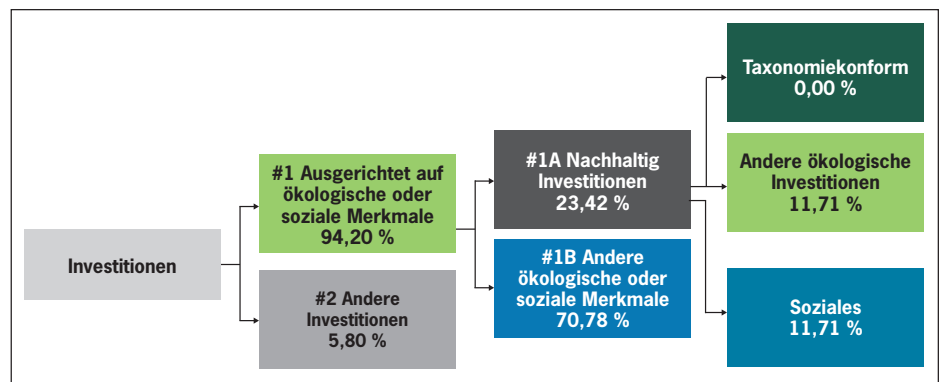 Investitionen
#1 Ausgerichtet auf
ökologische oder
soziale Merkmale
94,20 %
#2 Andere
Investitionen
5,80 %
#1A Nachhaltig
Investitionen
23,42 %
#1B Andere
ökologische oder
soziale Merkmale
70,78 %
Taxonomiekonform
0,00 %
Andere ökologische
Investitionen
11,71 %
Soziales
11,71 %